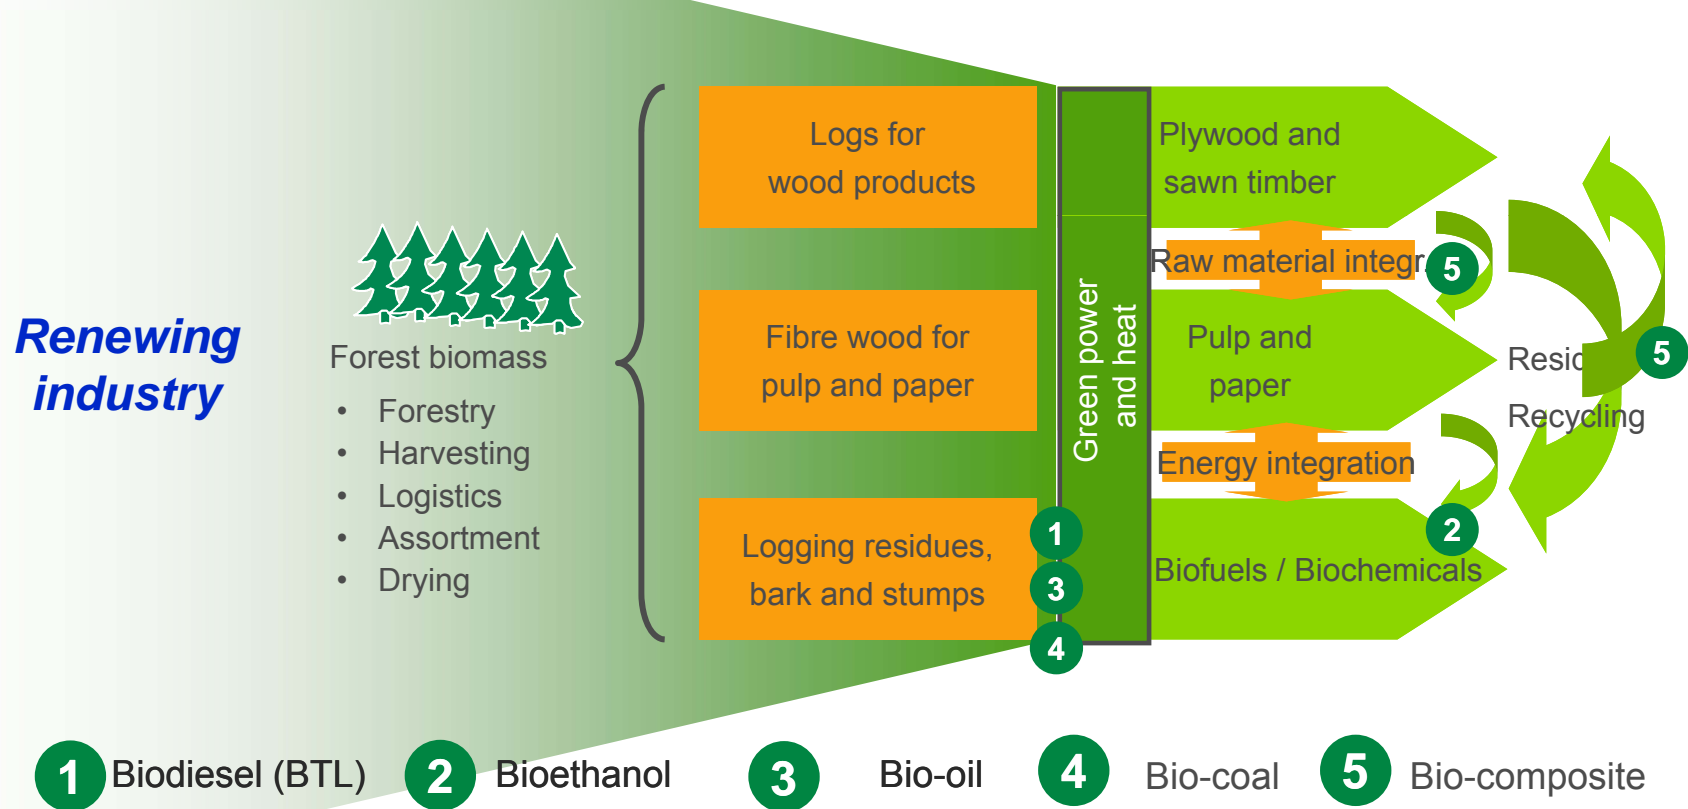 Renewing
industry
Forest biomass
• Forestry
• Harvesting
• Logistics
• Assortment
• Drying
Logs for
wood products
Fibre wood for
pulp and paper
Logging residues,
bark and stumps
1
3
4
Green power
and heat
Plywood and
sawn timber
Raw material integr.
5
Pulp and
paper
Energy integration
2
Biofuels / Biochemicals
Recycling
5
1 Biodiesel (BTL)
2 Bioethanol
3 Bio-oil
4 Bio-coal
5 Bio-composite